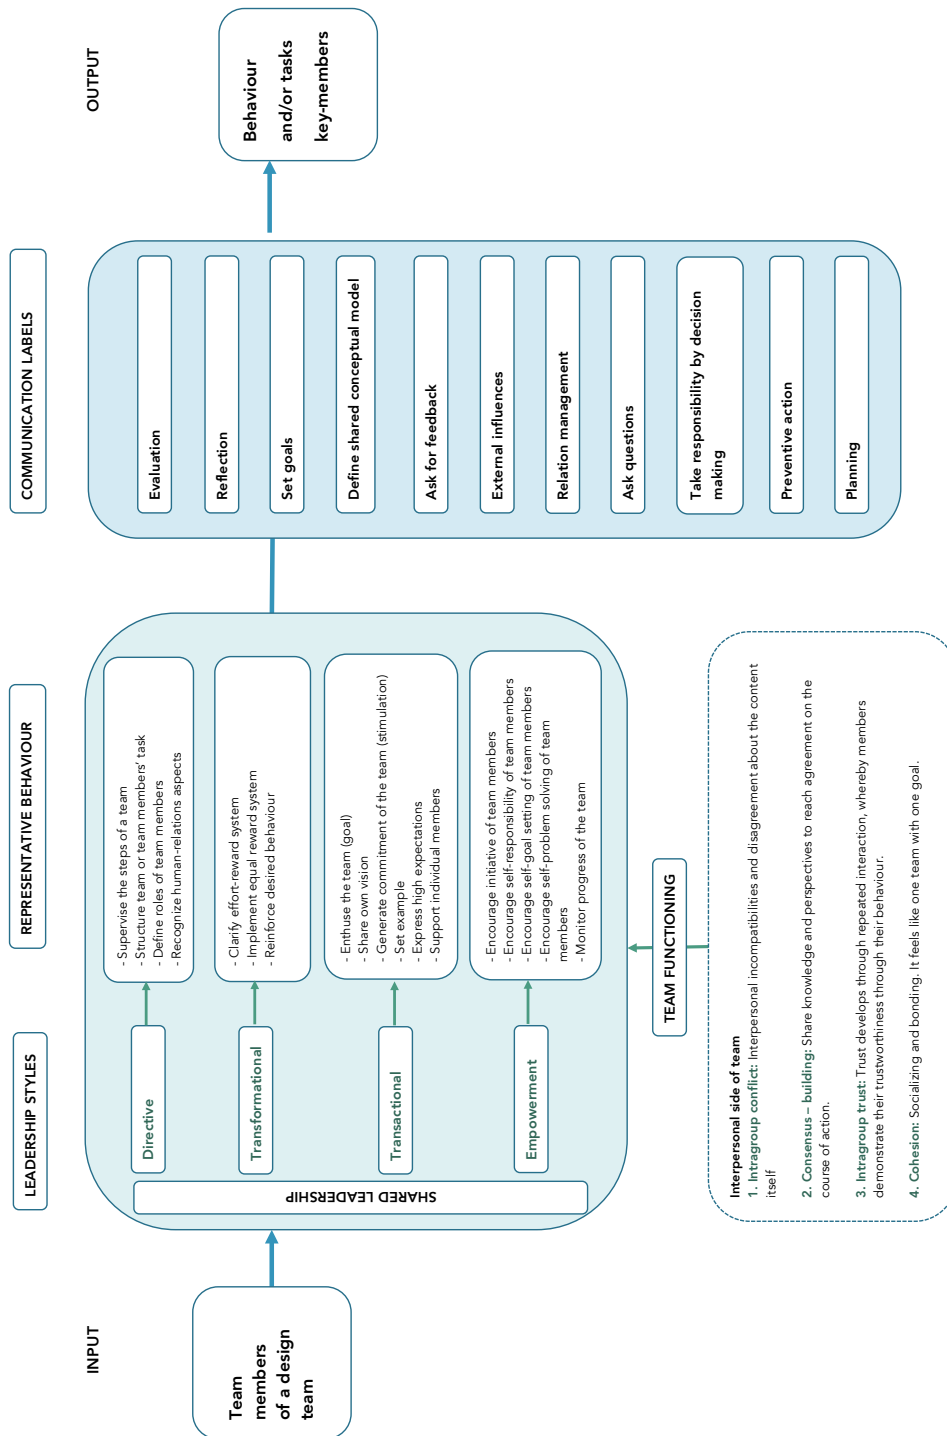 INPUT
OUTPUT
LEADERSHIP STYLES
REPRESENTATIVE BEHAVIOUR
COMMUNICATION LABELS
Team
members
of a design
team
SHARED LEADERSHIP
Directive
- Supervise the steps of a team
- Structure team or team members' task
- Define roles of team members
- Recognize human-relations aspects
Transformational
- Clarify effort-reward system
- Implement equal reward system
- Reinforce desired behaviour
Transactional
- Enthuse the team (goal)
- Share own vision
- Generate commitment of the team (stimulation)
- Set example
- Express high expectations
- Support individual members
Empowerment
- Encourage initiative of team members
- Encourage self-responsibility of team members
- Encourage self-goal setting of team members
- Encourage self-problem solving of team
members
- Monitor progress of the team
TEAM FUNCTIONING
Interpersonal side of team
1. Intragroup conflict: Interpersonal incompatibilities and disagreement about the content
itself
2. Consensus – building: Share knowledge and perspectives to reach agreement on the
course of action.
3. Intragroup trust: Trust develops through repeated interaction, whereby members
demonstrate their trustworthiness through their behaviour.
4. Cohesion: Socializing and bonding. It feels like one team with one goal.
Evaluation
Reflection
Set goals
Define shared conceptual model
Ask for feedback
External influences
Relation management
Ask questions
Take responsibility by decision
making
Preventive action
Planning
Behaviour
and/or tasks
key-members